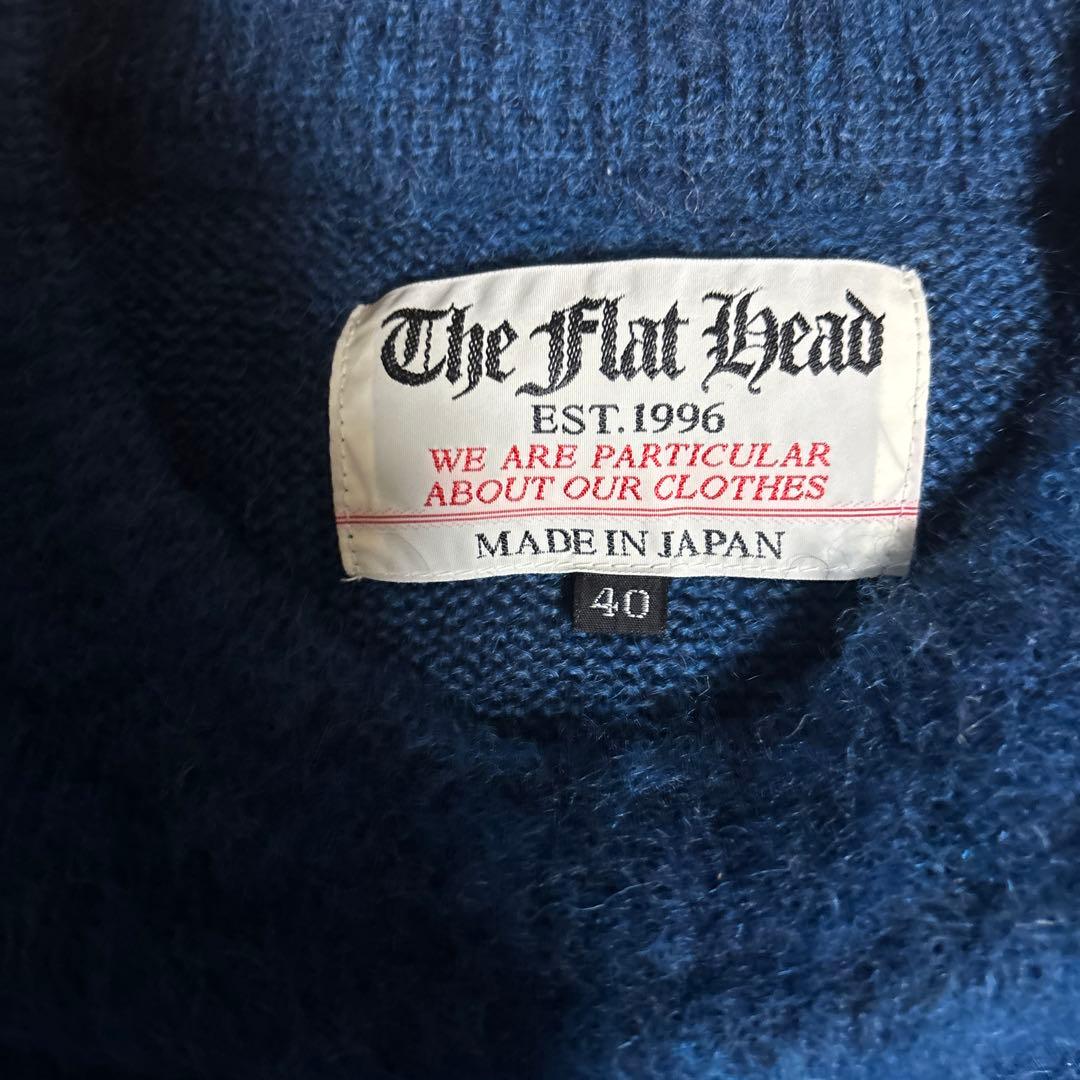 The Flat Head
EST.1996
WE ARE PARTICULAR
ABOUT OUR CLOTHES
MADE IN JAPAN
40